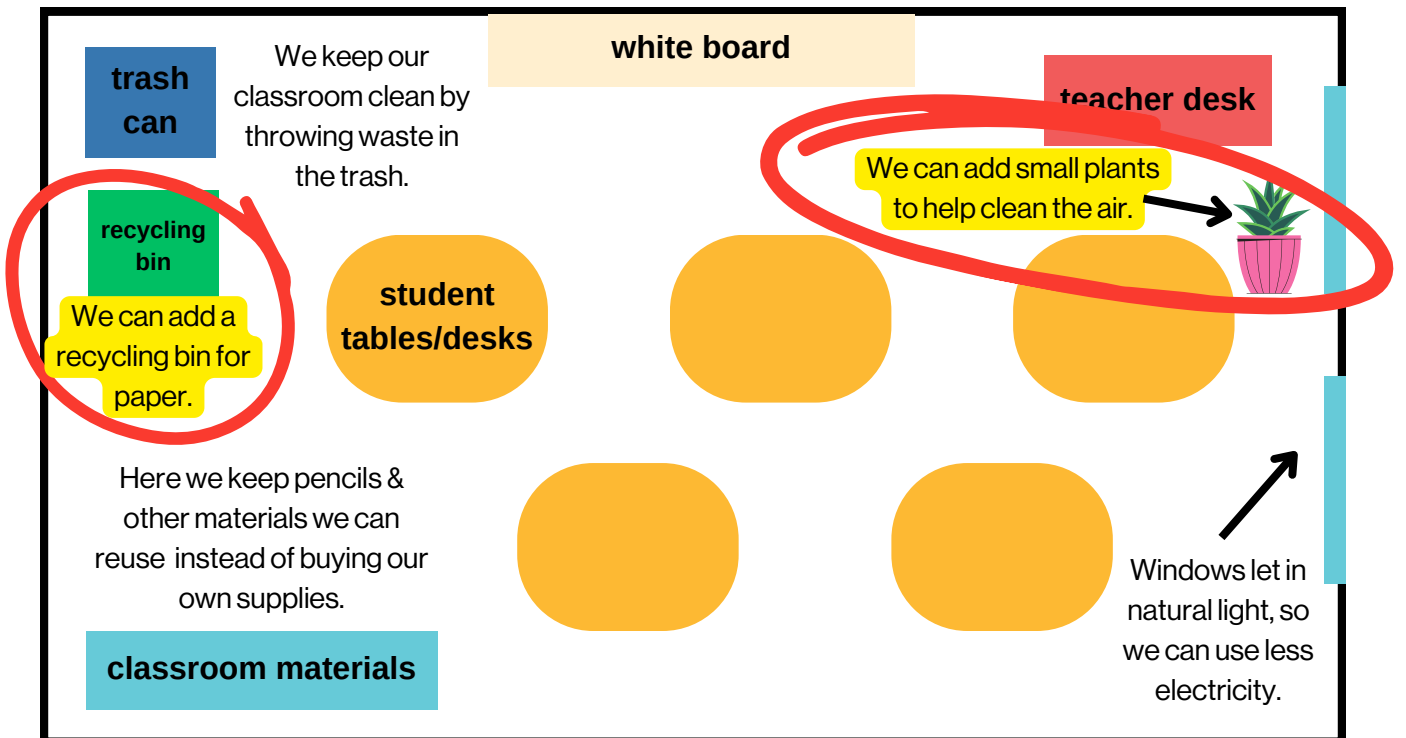 white board
trash
can
We keep our
classroom clean by
throwing waste in
the trash.
teacher desk
We can add small plants
to help clean the air.
recycling
bin
We can add a
recycling bin for
paper.
student
tables/desks
Here we keep pencils &
other materials we can
reuse instead of buying our
own supplies.
classroom materials
Windows let in
natural light, so
we can use less
electricity.